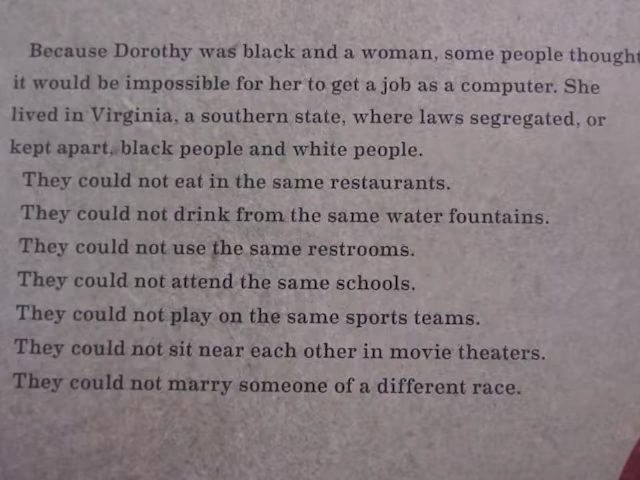 Because Dorothy was black and a woman, some people thought
it would be impossible for her to get a job as a computer. She
lived in Virginia, a southern state, where laws segregated, or
kept apart, black people and white people.
They could not eat in the same restaurants.
They could not drink from the same water fountains.
They could not use the same restrooms.
They could not attend the same schools.
They could not play on the same sports teams.
They could not sit near each other in movie theaters.
They could not marry someone of a different race.